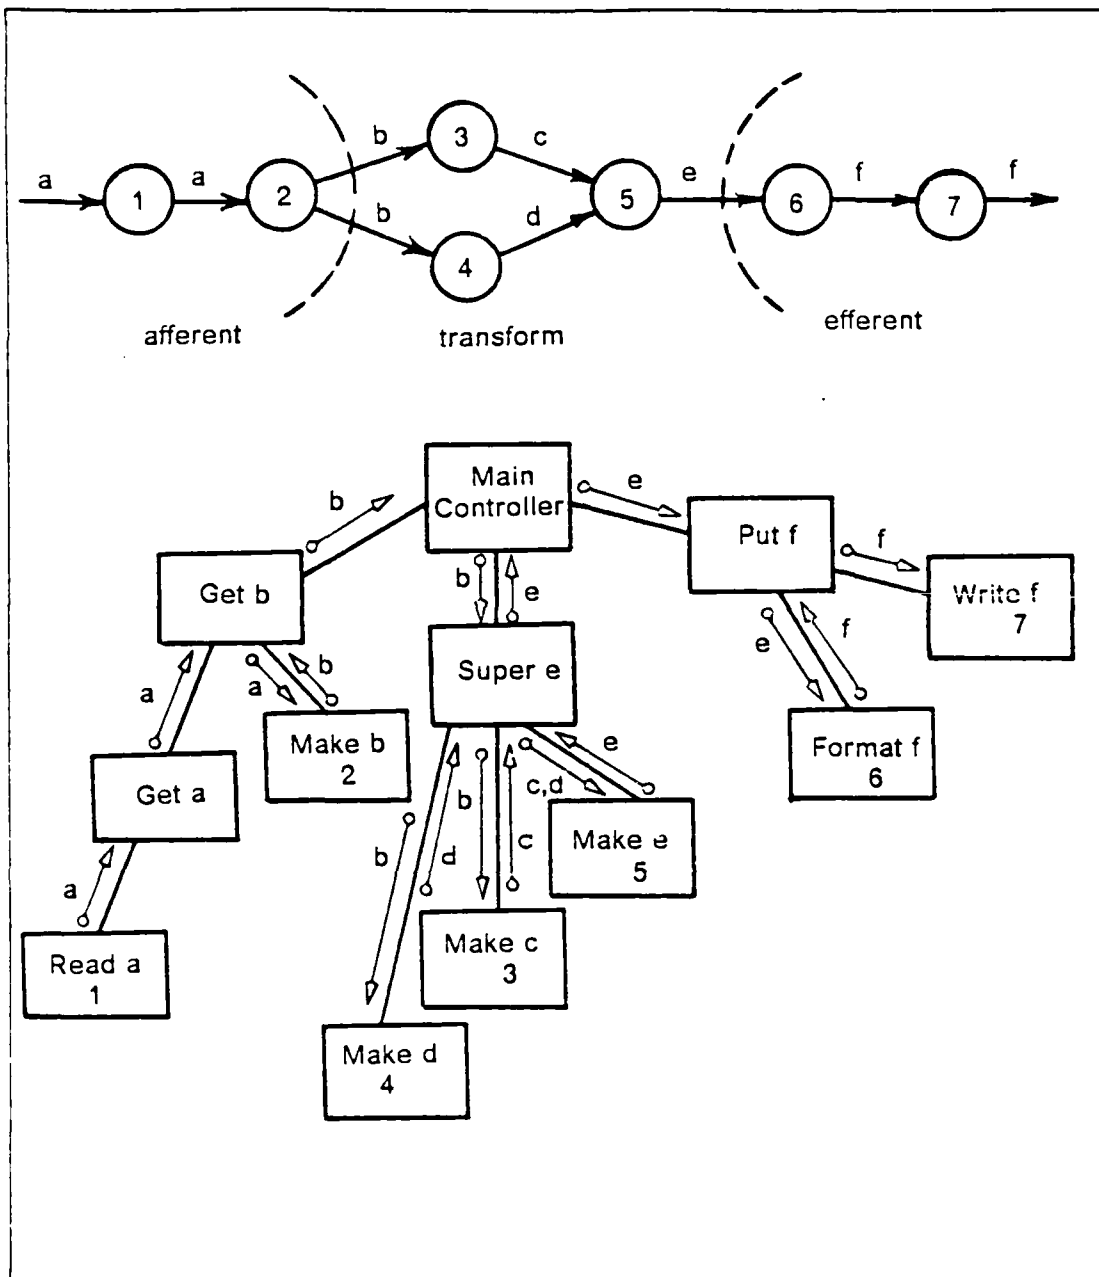 a
a
b
c
e
f
f
1
2
3
b
4
d
5
6
7
afferent
transform
efferent
Main
Controller
b
e
Get b
b
e
Put f
f
Write f
7
a
a
b
Super e
e
f
Make b
2
Format f
6
Get a
b
d
b
c
c,d
e
Make e
5
a
Read a
1
Make c
3
Make d
4